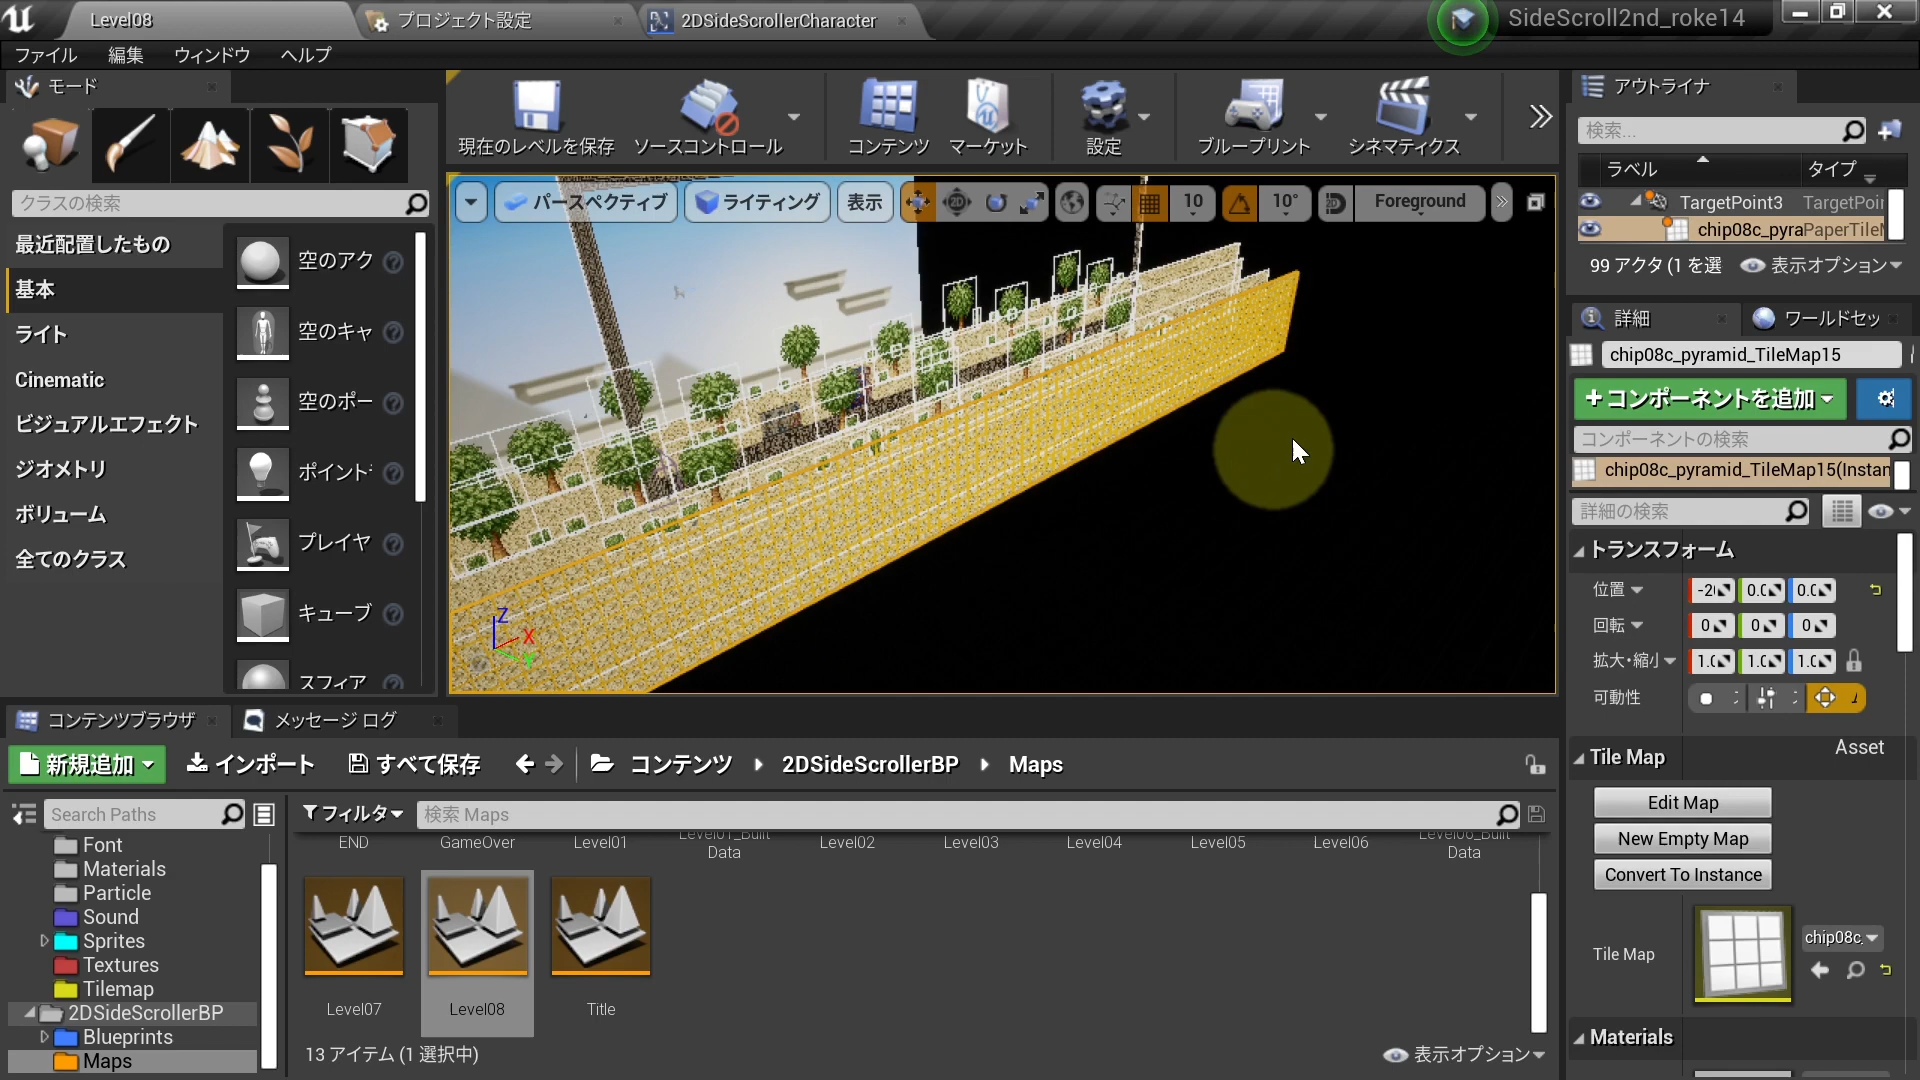 Level08
プロジェクト設定
2DSideScrollerCharacter
SideScroll2nd_roke14
ファイル 編集 ウィンドウ ヘルプ
モード
クラスの検索
最近配置したもの
基本
ライト
Cinematic
ビジュアルエフェクト
ジオメトリ
ボリューム
全てのクラス
空のアク
空のキャ
空のポー
ポイント
プレイヤ
キューブ
スフィア
現在のレベルを保存
ソースコントロール
コンテンツ
マーケット
設定
ブループリント
シネマティクス
パースペクティブ
ライティング
表示
10
10°
Foreground
Z
X
Y
アウトライナ
検索...
ラベル
タイプ
TargetPoint3 TargetPoi
chip08c_pyra PaperTile
99 アクタ (1 を選
表示オプション
詳細
ワールドセッ
chip08c_pyramid_TileMap15
+コンポーネントを追加
コンポーネントの検索
chip08c_pyramid_TileMap15(Instan
詳細の検索
トランスフォーム
位置 -2 0.0 0.0
回転 0 0 0
拡大・縮小 1.0 1.0 1.0
可動性
Asset
Tile Map
Edit Map
New Empty Map
Convert To Instance
Tile Map
chip08c_
Materials
コンテンツブラウザ
メッセージ ログ
新規追加
インポート
すべて保存
コンテンツ
2DSideScrollerBP
Maps
Search Paths
フィルタ
検索 Maps
Font
Materials
Particle
Sound
Sprites
Textures
Tilemap
2DSideScrollerBP
Blueprints
Maps
END
GameOver
Level01
Level01_Built
Data
Level02
Level03
Level04
Level05
Level06
Level06_Built
Data
Level07
Level08
Title
13 アイテム (1 選択中)
表示オプション